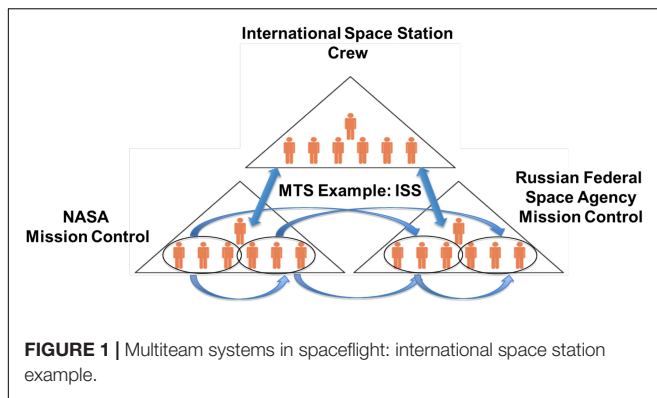 International Space Station
Crew
MTS Example: ISS
NASA
Mission Control
Russian Federal
Space Agency
Mission Control
FIGURE 1 | Multiteam systems in spaceflight: international space station
example.